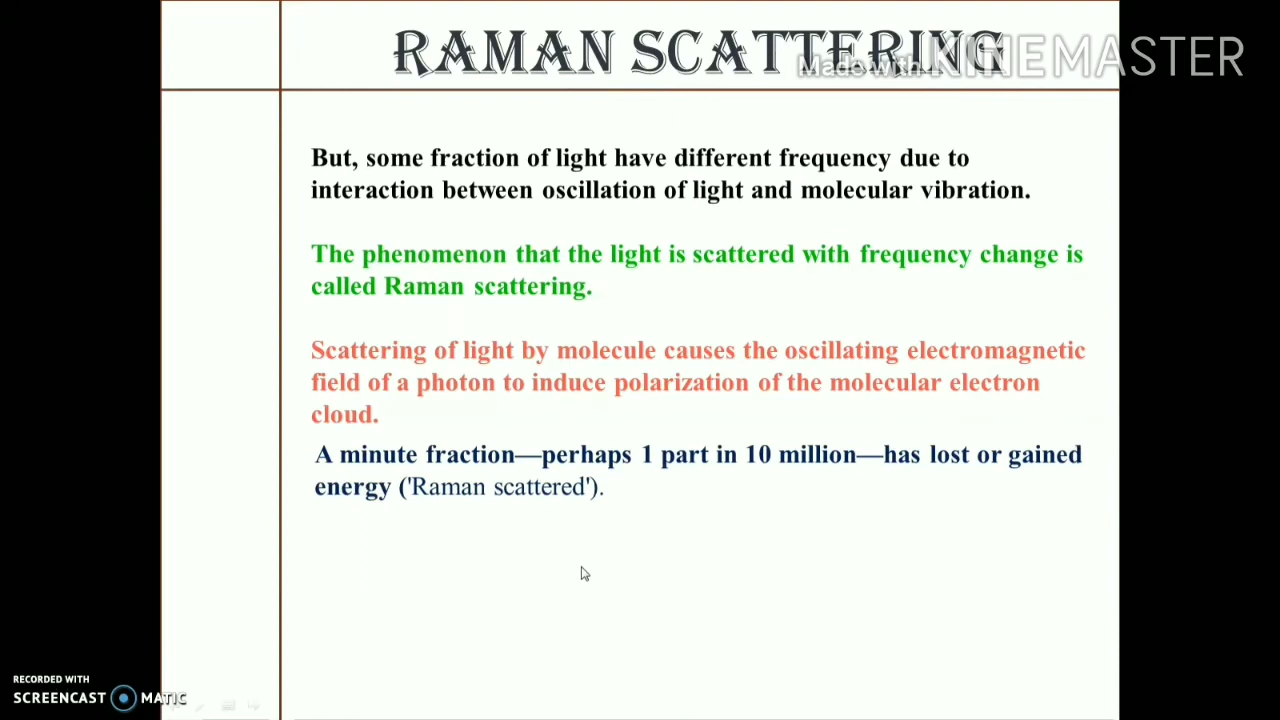 RAMAN SCATTERING
Made with KINEMASTER
But, some fraction of light have different frequency due to
interaction between oscillation of light and molecular vibration.
The phenomenon that the light is scattered with frequency change is
called Raman scattering.
Scattering of light by molecule causes the oscillating electromagnetic
field of a photon to induce polarization of the molecular electron
cloud.
A minute fraction—perhaps 1 part in 10 million—has lost or gained
energy ('Raman scattered').
RECORDED WITH
SCREENCAST MATIC